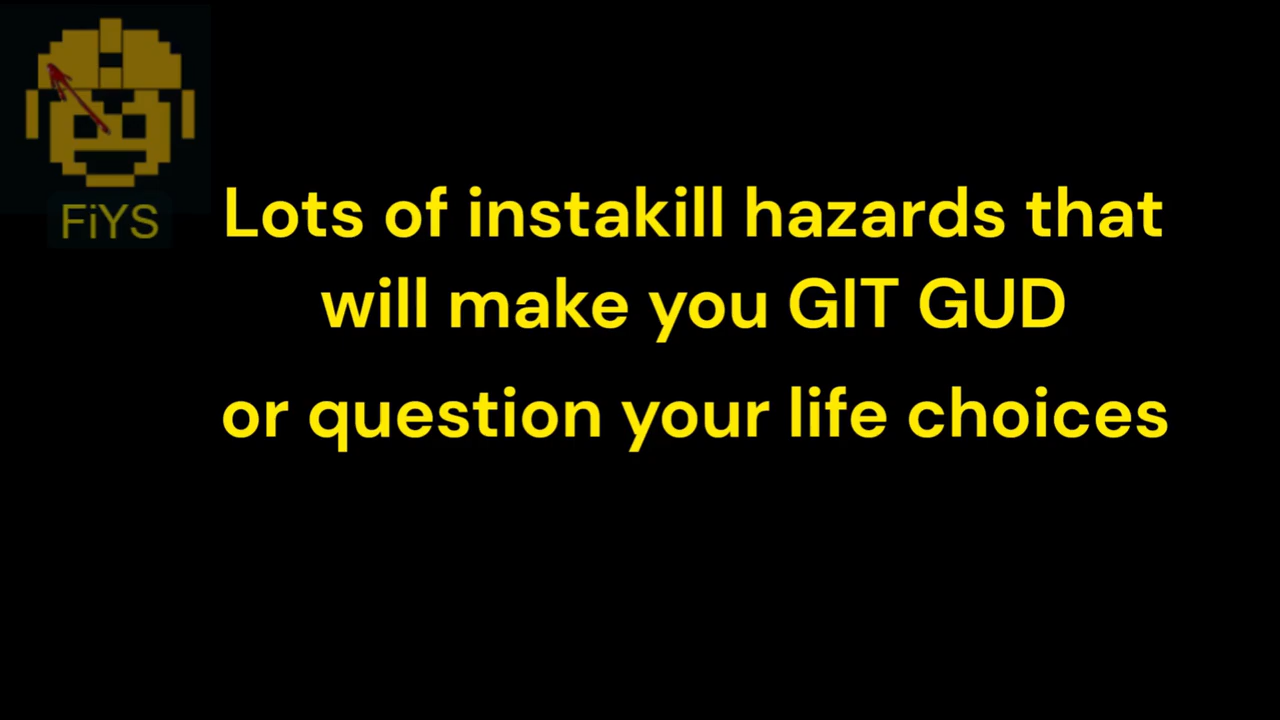 FiYS
Lots of instakill hazards that
will make you GIT GUD
or question your life choices